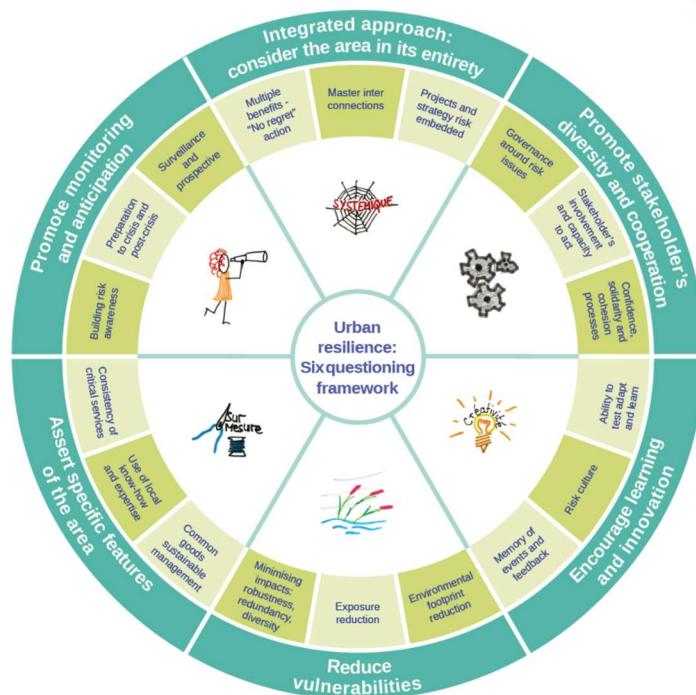 Integrated approach:
consider the area in its entirety
Multiple
benefits -
"No regret"
action
Master inter
connections
Projects and
strategy risk
embedded
Promote stakeholder's
diversity and cooperation
Governance
around risk
issues
Stakeholder's
involvement
and capacity
to act
Confidence,
solidarity and
cohesion
processes
Encourage learning
and innovation
Ability to
test adapt
and learn
Risk culture
Memory of
events and
feedback
Reduce
vulnerabilities
Environmental
footprint
reduction
Exposure
reduction
Minimising
impacts:
robustness,
redundancy,
diversity
Assert specific features
of the area
Common
goods
sustainable
management
Use of local
know-how
and expertise
Consistency of
critical services
Promote monitoring
and anticipation
Building risk
awareness
Preparation
to crisis and
post-crisis
Surveillance
and
prospective
SYSTÉMIQUE
Créativité
Sur
Mesure
Urban
resilience:
Six questioning
framework